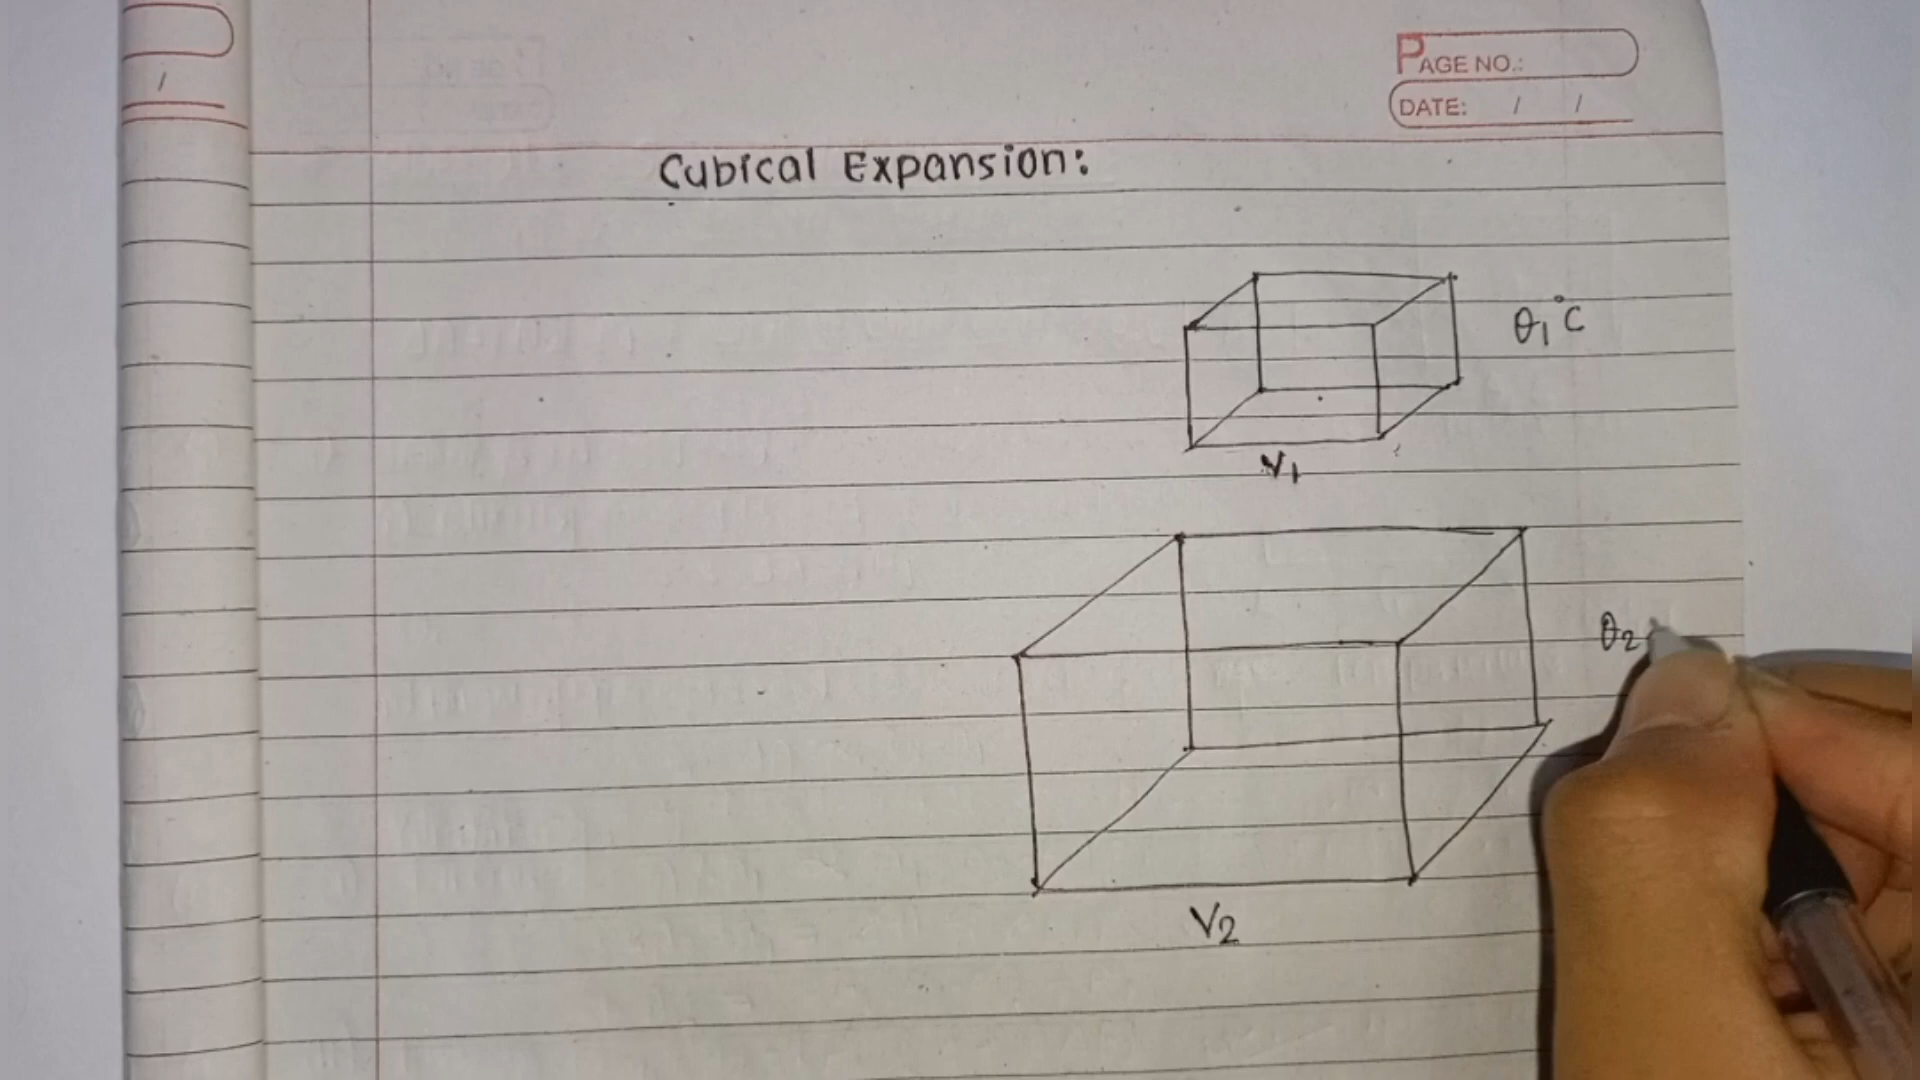 PAGE NO.:
DATE: / /
/
Cubical Expansion:
θ1°C
V1
θ2
V2